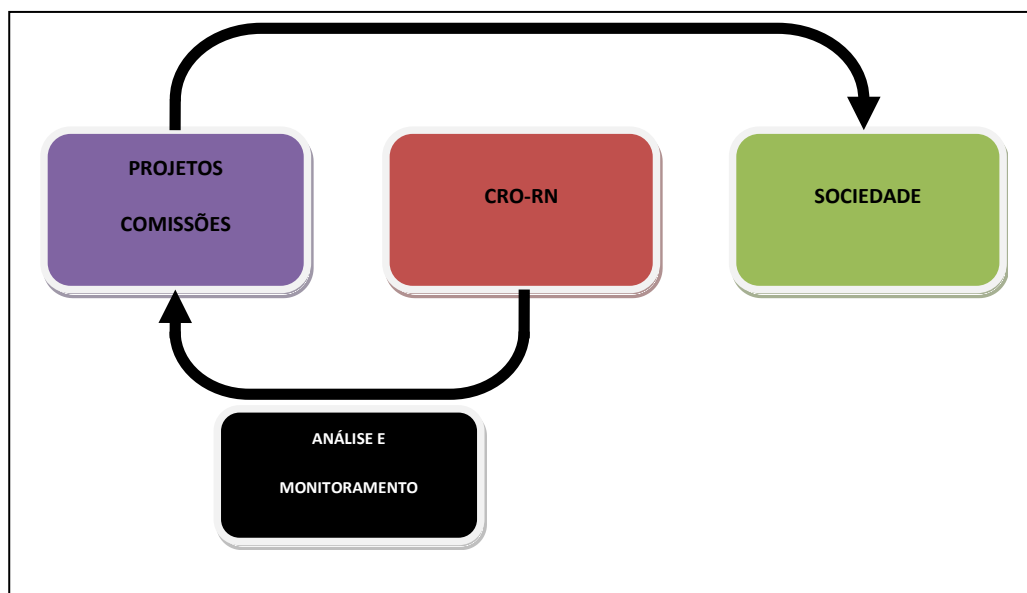 PROJETOS
COMISSÕES
CRO-RN
SOCIEDADE
ANÁLISE E
MONITORAMENTO